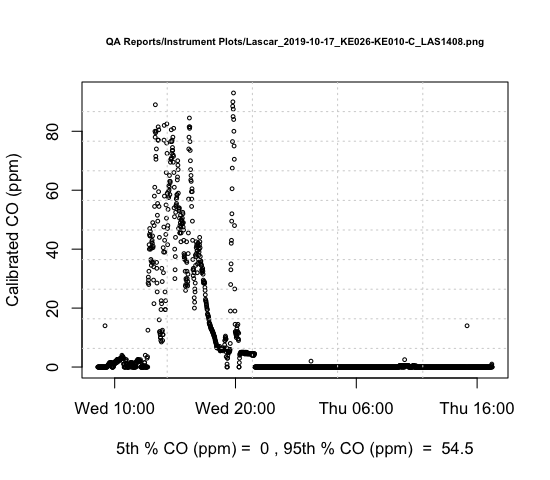 QA Reports/Instrument Plots/Lascar_2019-10-17_KE026-KE010-C_LAS1408.png
Calibrated CO (ppm)
80
60
40
20
0
Wed 10:00 Wed 20:00 Thu 06:00 Thu 16:00
5th % CO (ppm) = 0 , 95th % CO (ppm) = 54.5